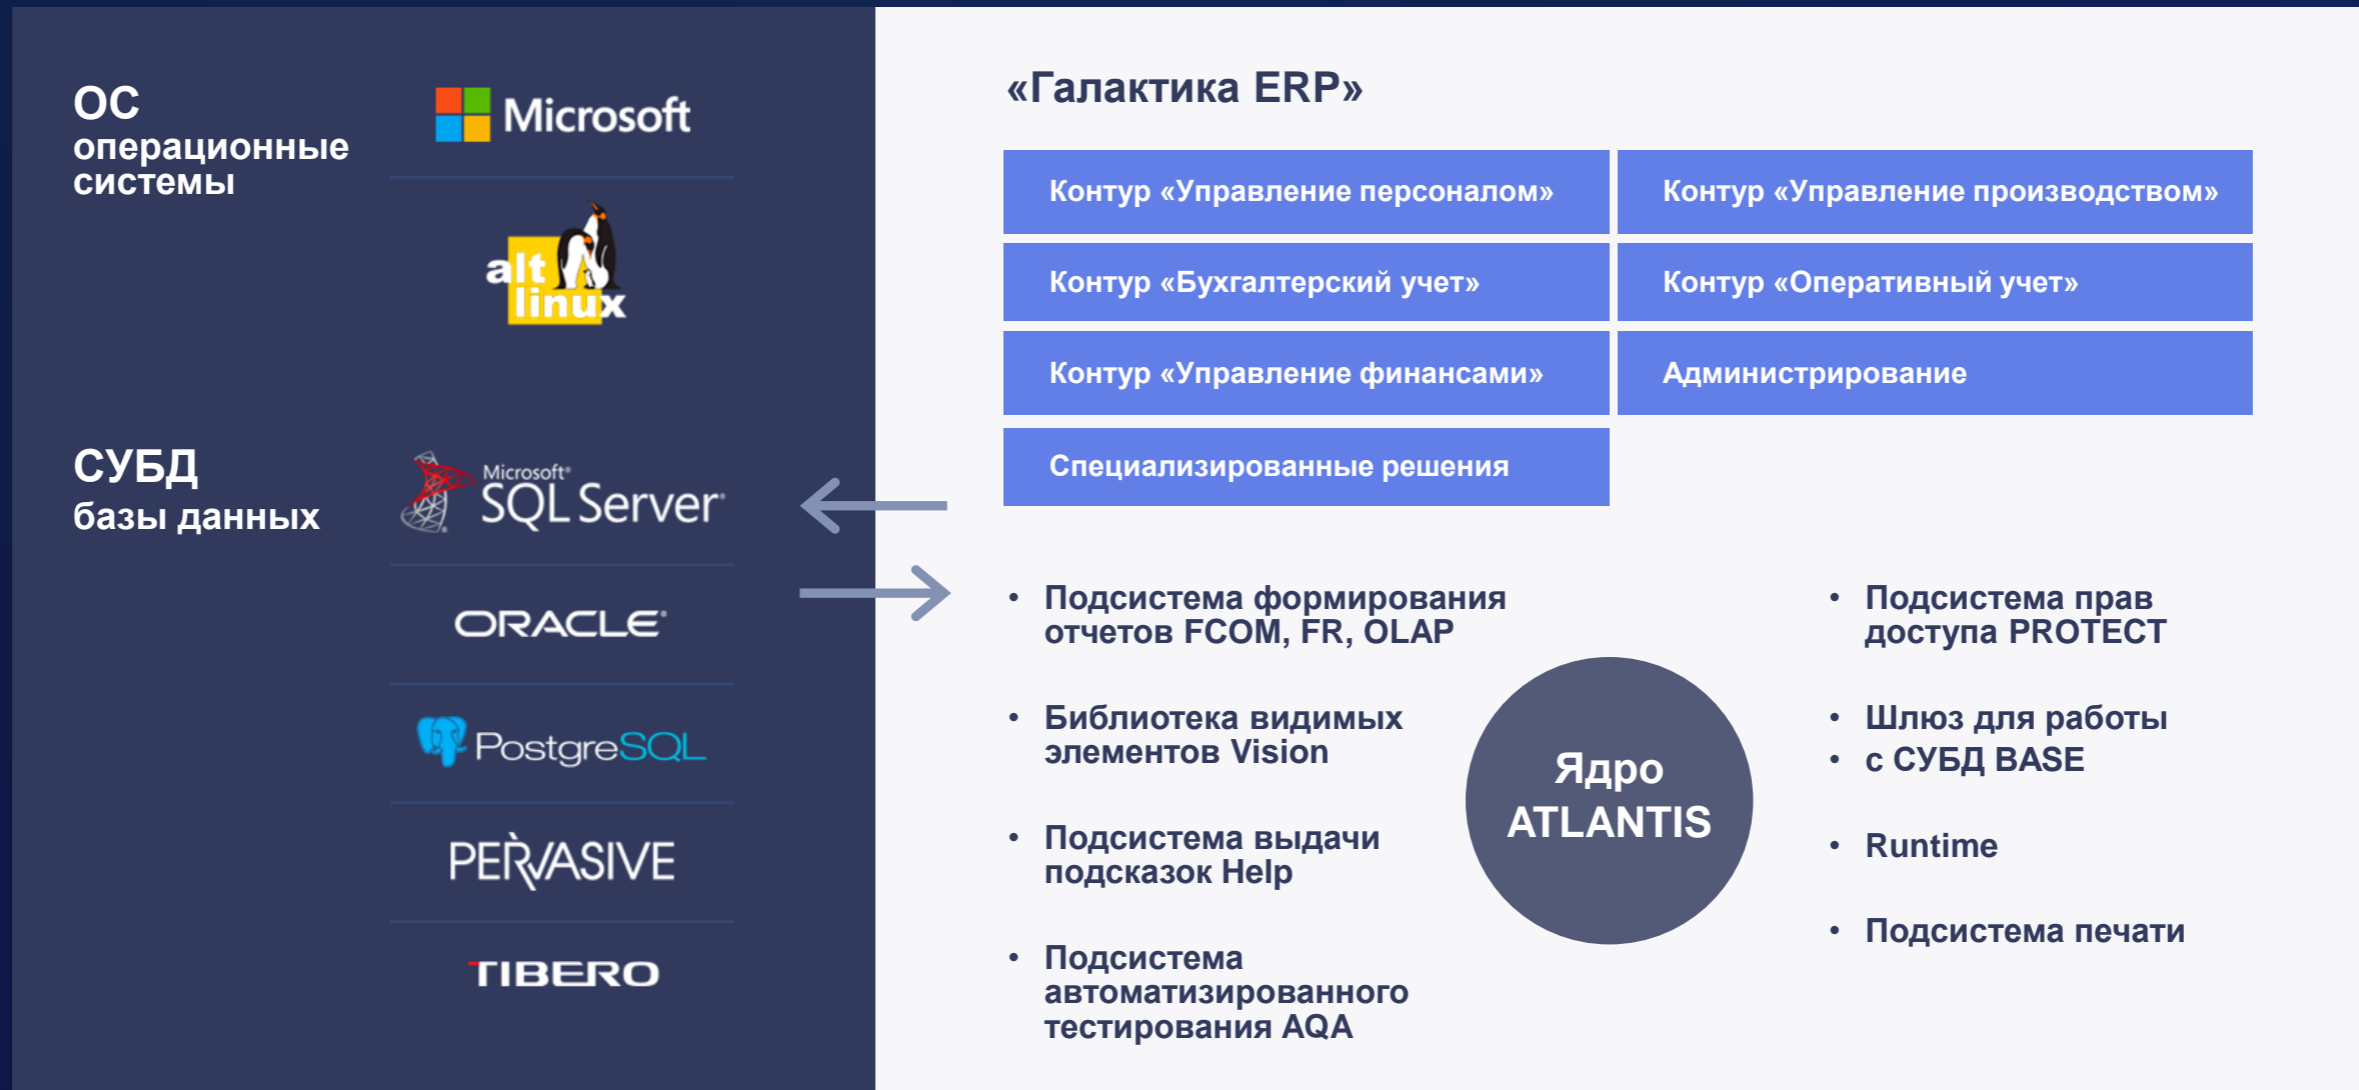 ОС
операционные
системы
Microsoft
alt
linux
СУБД
базы данных
Microsoft®
SQL Server®
ORACLE®
PostgreSQL
PERVASIVE
TIBERO
«Галактика ERP»
Контур «Управление персоналом»
Контур «Управление производством»
Контур «Бухгалтерский учет»
Контур «Оперативный учет»
Контур «Управление финансами»
Администрирование
Специализированные решения
• Подсистема формирования
отчетов FCOM, FR, OLAP
• Библиотека видимых
элементов Vision
• Подсистема выдачи
подсказок Help
• Подсистема
автоматизированного
тестирования AQA
Ядро
ATLANTIS
• Подсистема прав
доступа PROTECT
• Шлюз для работы
• с СУБД BASE
• Runtime
• Подсистема печати